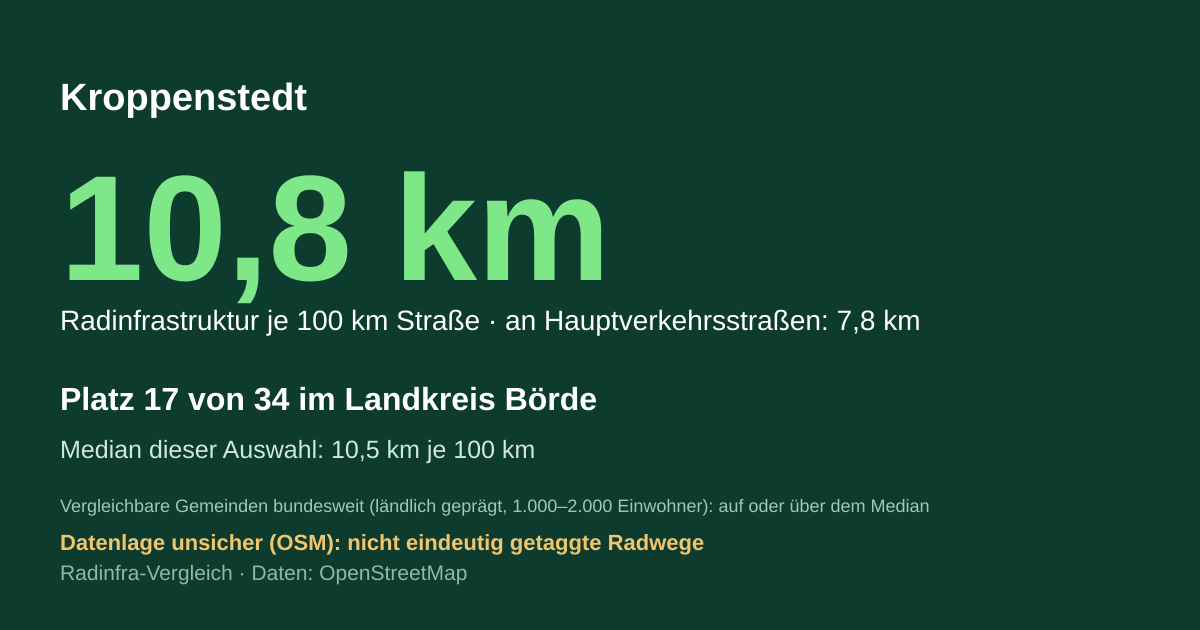 Kroppenstedt
10,8 km
Radinfrastruktur je 100 km Straße · an Hauptverkehrsstraßen: 7,8 km
Platz 17 von 34 im Landkreis Börde
Median dieser Auswahl: 10,5 km je 100 km
Vergleichbare Gemeinden bundesweit (ländlich geprägt, 1.000–2.000 Einwohner): auf oder über dem Median
Datenlage unsicher (OSM): nicht eindeutig getaggte Radwege
Radinfra-Vergleich · Daten: OpenStreetMap